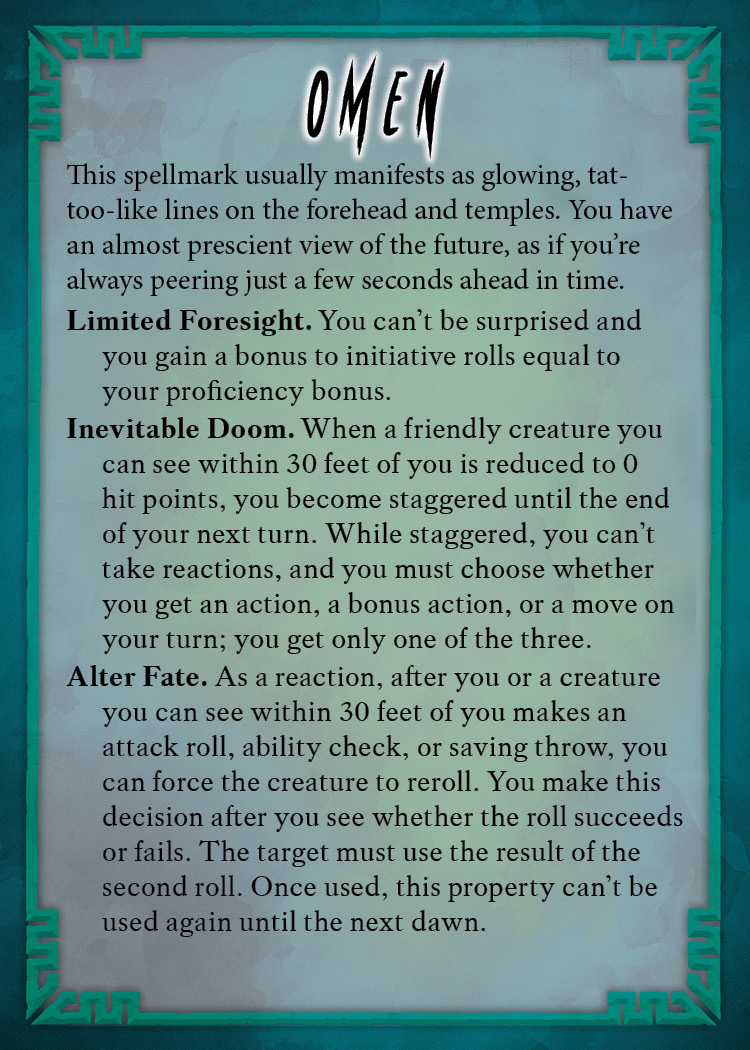 OMEN
This spellmark usually manifests as glowing, tat-
too-like lines on the forehead and temples. You have
an almost prescient view of the future, as if you’re
always peering just a few seconds ahead in time.
Limited Foresight. You can’t be surprised and
you gain a bonus to initiative rolls equal to
your proficiency bonus.
Inevitable Doom. When a friendly creature you
can see within 30 feet of you is reduced to 0
hit points, you become staggered until the end
of your next turn. While staggered, you can’t
take reactions, and you must choose whether
you get an action, a bonus action, or a move on
your turn; you get only one of the three.
Alter Fate. As a reaction, after you or a creature
you can see within 30 feet of you makes an
attack roll, ability check, or saving throw, you
can force the creature to reroll. You make this
decision after you see whether the roll succeeds
or fails. The target must use the result of the
second roll. Once used, this property can’t be
used again until the next dawn.